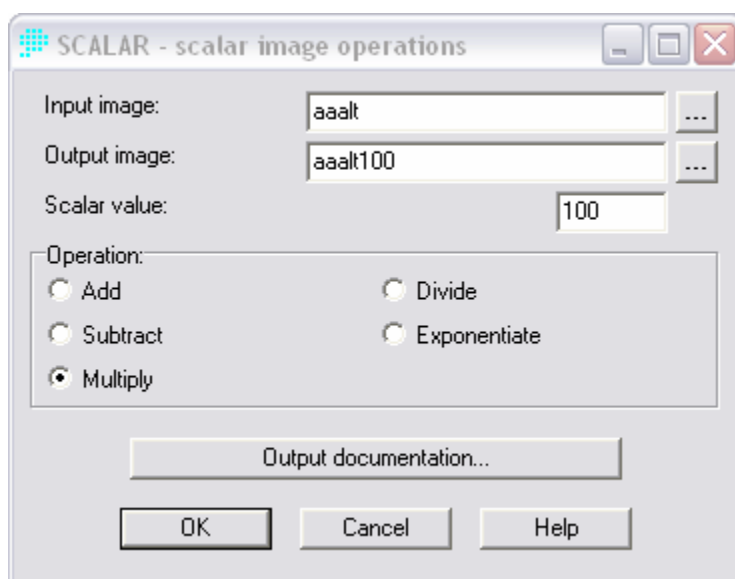 SCALAR - scalar image operations
Input image: aaalt ...
Output image: aaalt100 ...
Scalar value: 100
Operation:
Add Divide
Subtract Exponentiate
Multiply
Output documentation...
OK Cancel Help